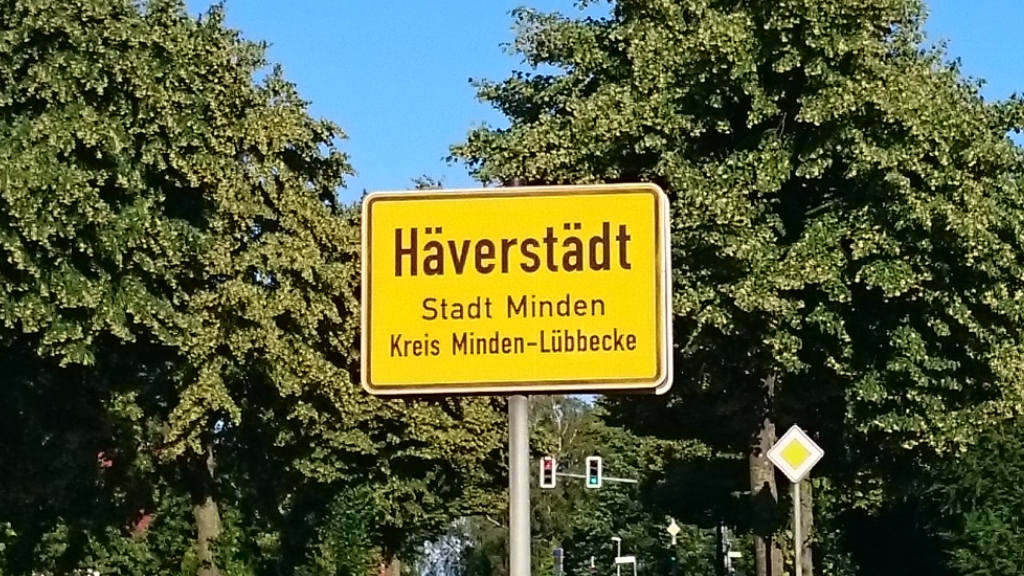 Häverstädt
Stadt Minden
Kreis Minden-Lübbecke